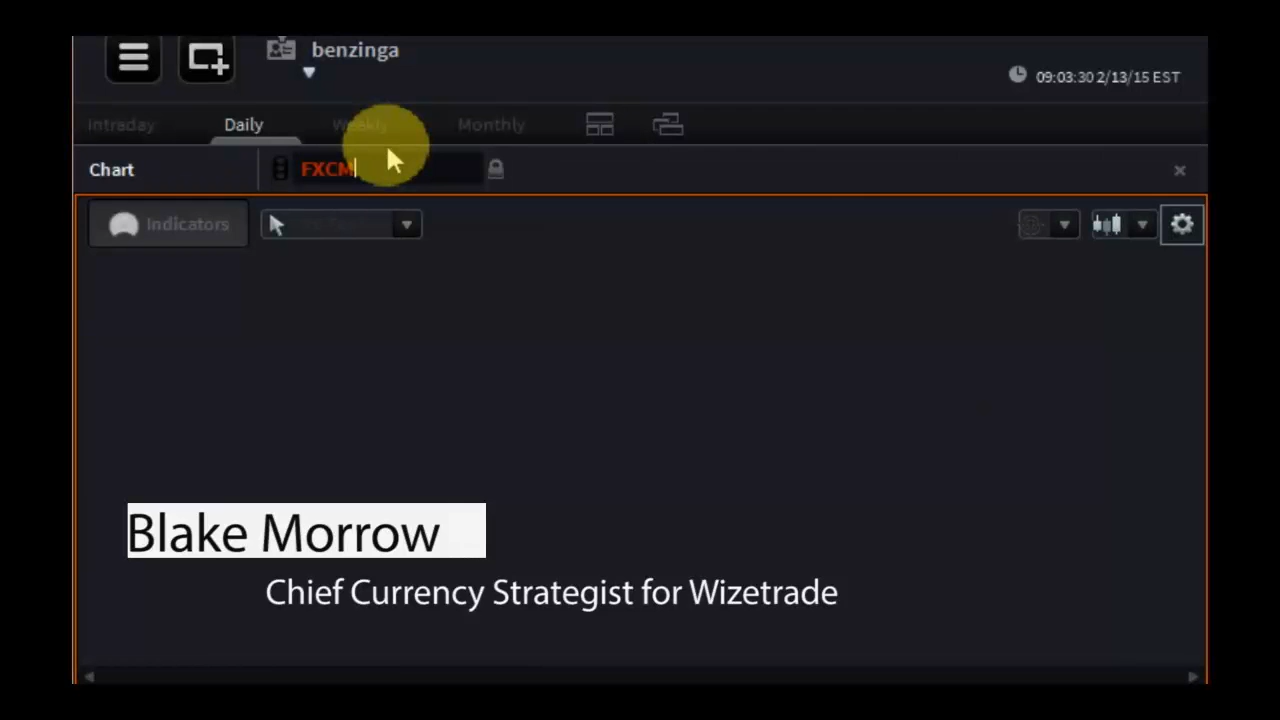 benzinga
09:03:30 2/13/15 EST
Intraday Daily Weekly Monthly
Chart FXCM
Indicators
Blake Morrow
Chief Currency Strategist for Wizetrade